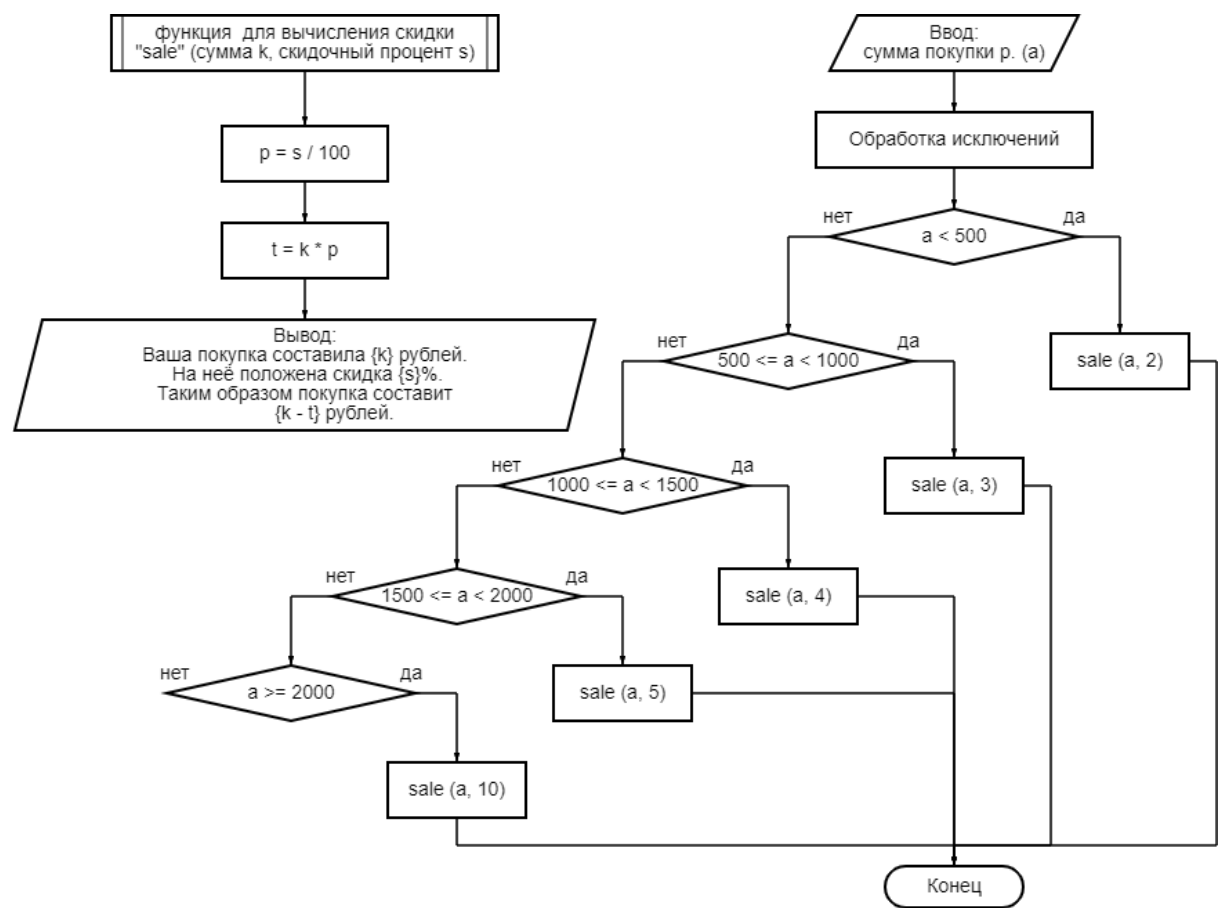 функция для вычисления скидки
"sale" (сумма k, скидочный процент s)
p = s / 100
t = k * p
Вывод:
Ваша покупка составила {k} рублей.
На неё положена скидка {s}%.
Таким образом покупка составит
{k - t} рублей.
Ввод:
сумма покупки р. (a)
Обработка исключений
нет
да
a < 500
нет
да
500 <= a < 1000
sale (a, 2)
нет
да
1000 <= a < 1500
sale (a, 3)
нет
да
1500 <= a < 2000
sale (a, 4)
нет
да
a >= 2000
sale (a, 5)
sale (a, 10)
Конец